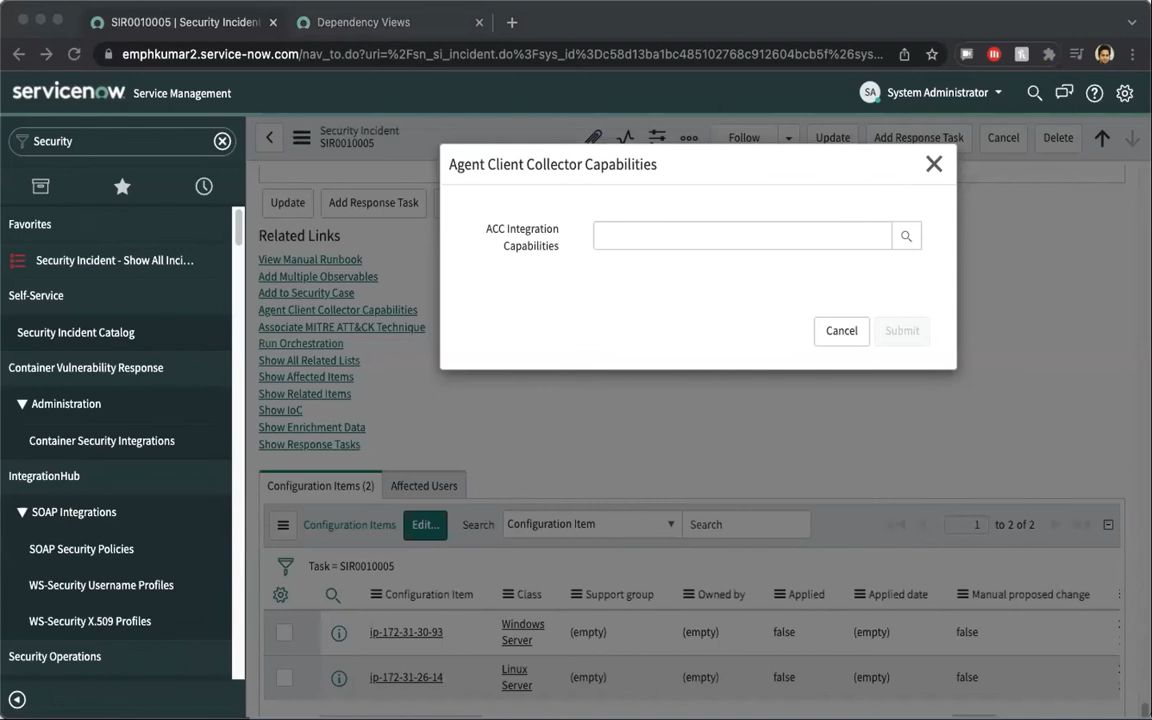 SIR0010005 | Security Incident
Dependency Views
emphkumar2.service-now.com/nav_to.do?uri=%2Fsn_si_incident.do%3Fsys_id%3Dc58d13ba1bc485102768c912604bcb5f%26sys...
servicenow Service Management
SA System Administrator
Security
Security Incident
SIR0010005
Follow
Update
Add Response Task
Cancel
Delete
Agent Client Collector Capabilities
ACC Integration
Capabilities
Cancel
Submit
Favorites
Security Incident - Show All Inci...
Self-Service
Security Incident Catalog
Container Vulnerability Response
Administration
Container Security Integrations
IntegrationHub
SOAP Integrations
SOAP Security Policies
WS-Security Username Profiles
WS-Security X.509 Profiles
Security Operations
Update
Add Response Task
Related Links
View Manual Runbook
Add Multiple Observables
Add to Security Case
Agent Client Collector Capabilities
Associate MITRE ATT&CK Technique
Run Orchestration
Show All Related Lists
Show Affected Items
Show Related Items
Show IoC
Show Enrichment Data
Show Response Tasks
Configuration Items (2)
Affected Users
Configuration Items Edit... Search Configuration Item Search 1 to 2 of 2
Task = SIR0010005
Configuration Item Class Support group Owned by Applied Applied date Manual proposed change
ip-172-31-30-93 Windows Server (empty) (empty) false (empty) false
ip-172-31-26-14 Linux Server (empty) (empty) false (empty) false